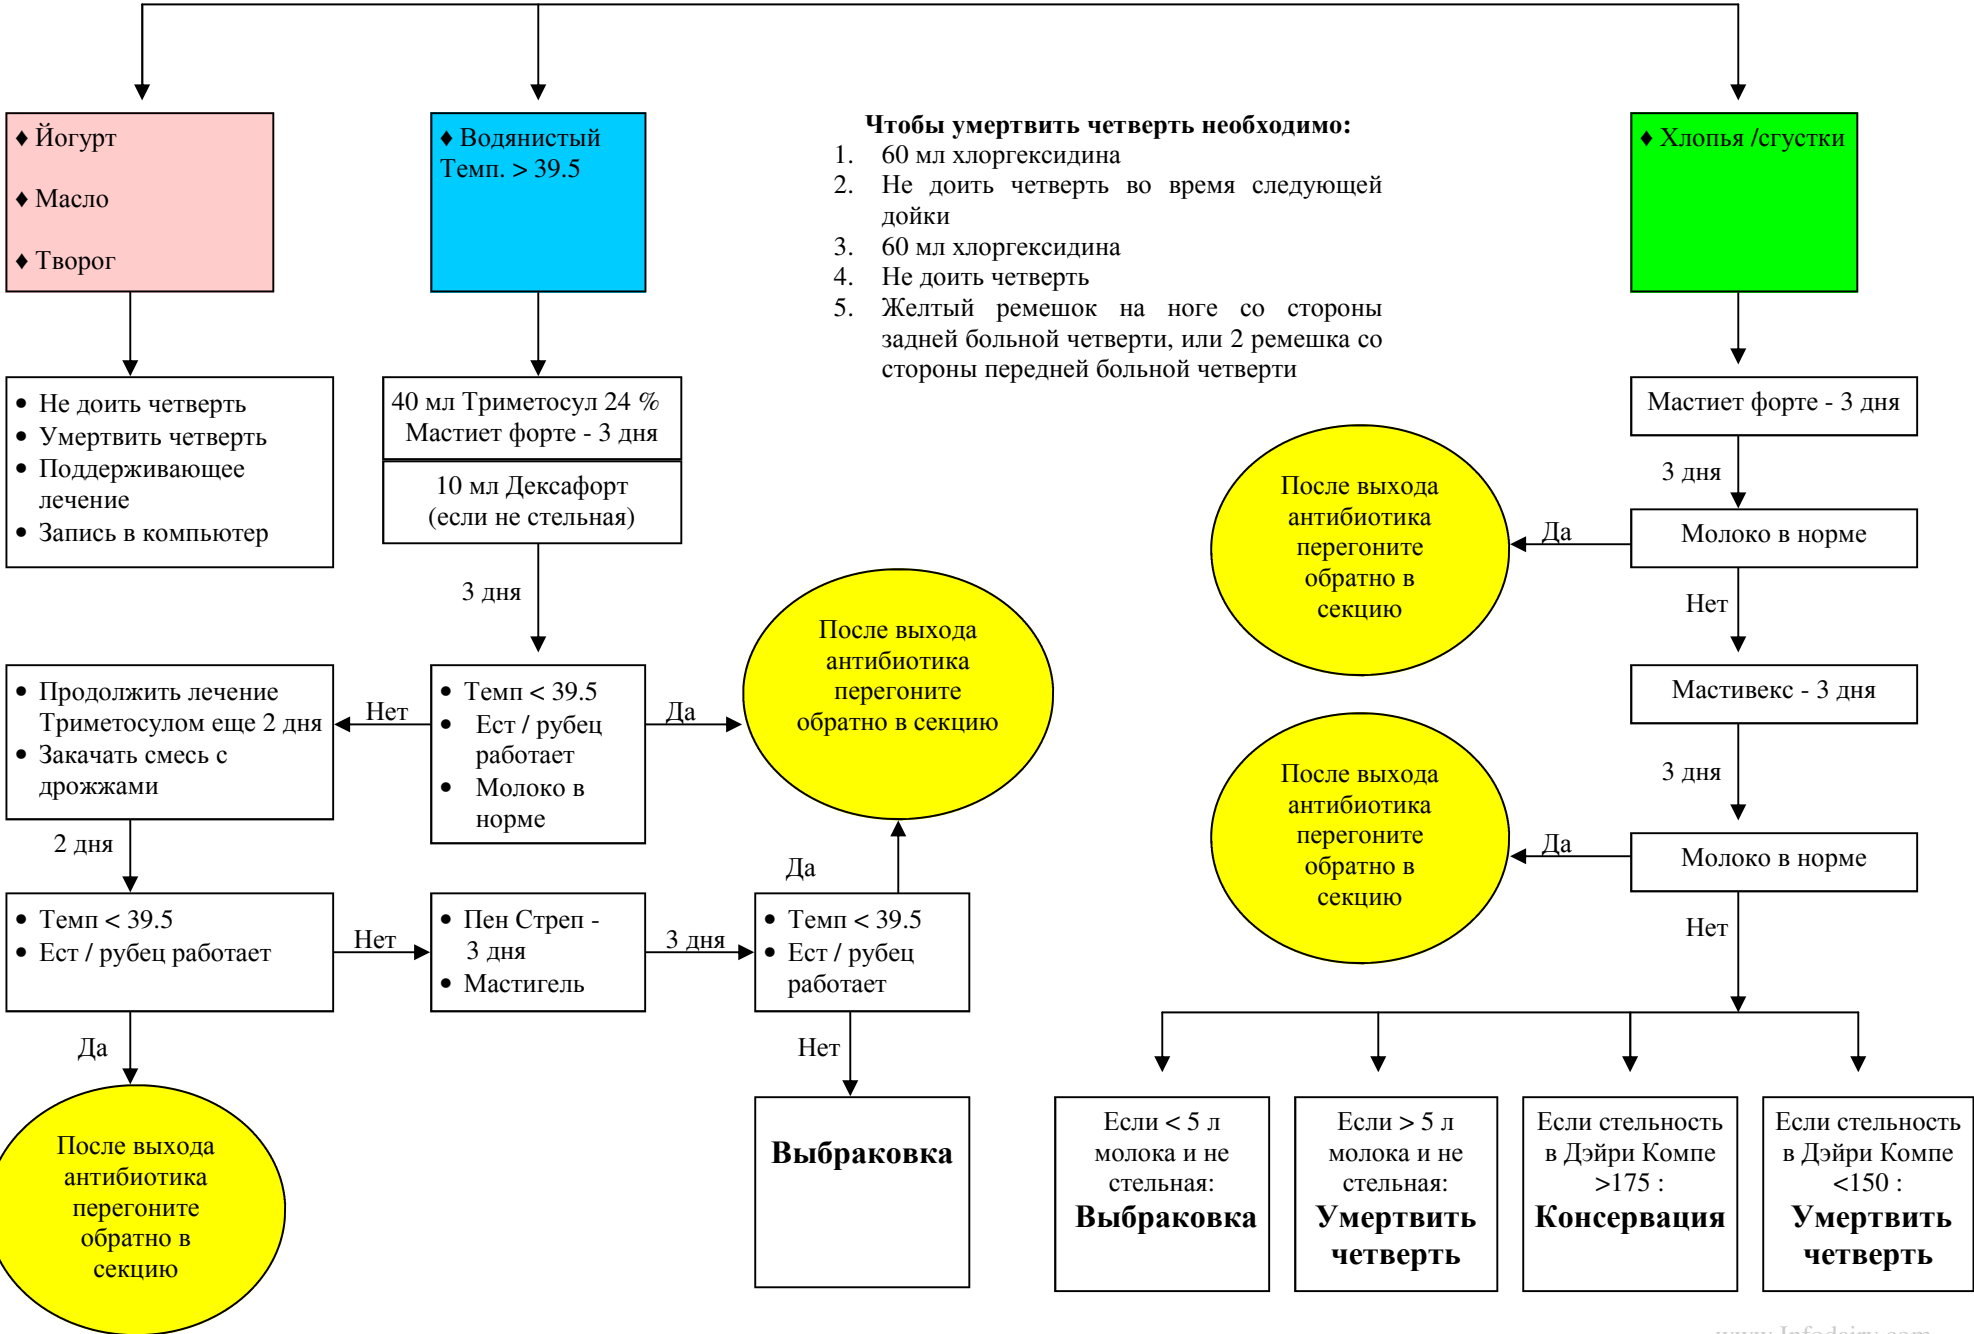 ♦ Йогурт
♦ Масло
♦ Творог
♦ Водянистый
Темп. > 39.5
Чтобы умертвить четверть необходимо:
1. 60 мл хлоргексидина
2. Не доить четверть во время следующей
дойки
3. 60 мл хлоргексидина
4. Не доить четверть
5. Желтый ремешок на ноге со стороны
задней больной четверти, или 2 ремешка со
стороны передней больной четверти
♦ Хлопья /сгустки
• Не доить четверть
• Умертвить четверть
• Поддерживающее
лечение
• Запись в компьютер
40 мл Триметосул 24 %
Мастиет форте - 3 дня
10 мл Дексафорт
(если не стельная)
3 дня
• Темп < 39.5
• Ест / рубец
работает
• Молоко в
норме
Нет
Да
• Продолжить лечение
Триметосулом еще 2 дня
• Закачать смесь с
дрожжами
2 дня
• Темп < 39.5
• Ест / рубец работает
Нет
• Пен Стреп -
3 дня
• Мастигель
3 дня
• Темп < 39.5
• Ест / рубец
работает
Да
После выхода
антибиотика
перегоните
обратно в секцию
Нет
Выбраковка
Да
После выхода
антибиотика
перегоните
обратно в
секцию
Мастиет форте - 3 дня
3 дня
Молоко в норме
Да
После выхода
антибиотика
перегоните
обратно в
секцию
Нет
Мастивекс - 3 дня
3 дня
Молоко в норме
Да
После выхода
антибиотика
перегоните
обратно в
секцию
Нет
Если < 5 л
молока и не
стельная:
Выбраковка
Если > 5 л
молока и не
стельная:
Умертвить
четверть
Если стельность
в Дэйри Компе
>175 :
Консервация
Если стельность
в Дэйри Компе
<150 :
Умертвить
четверть